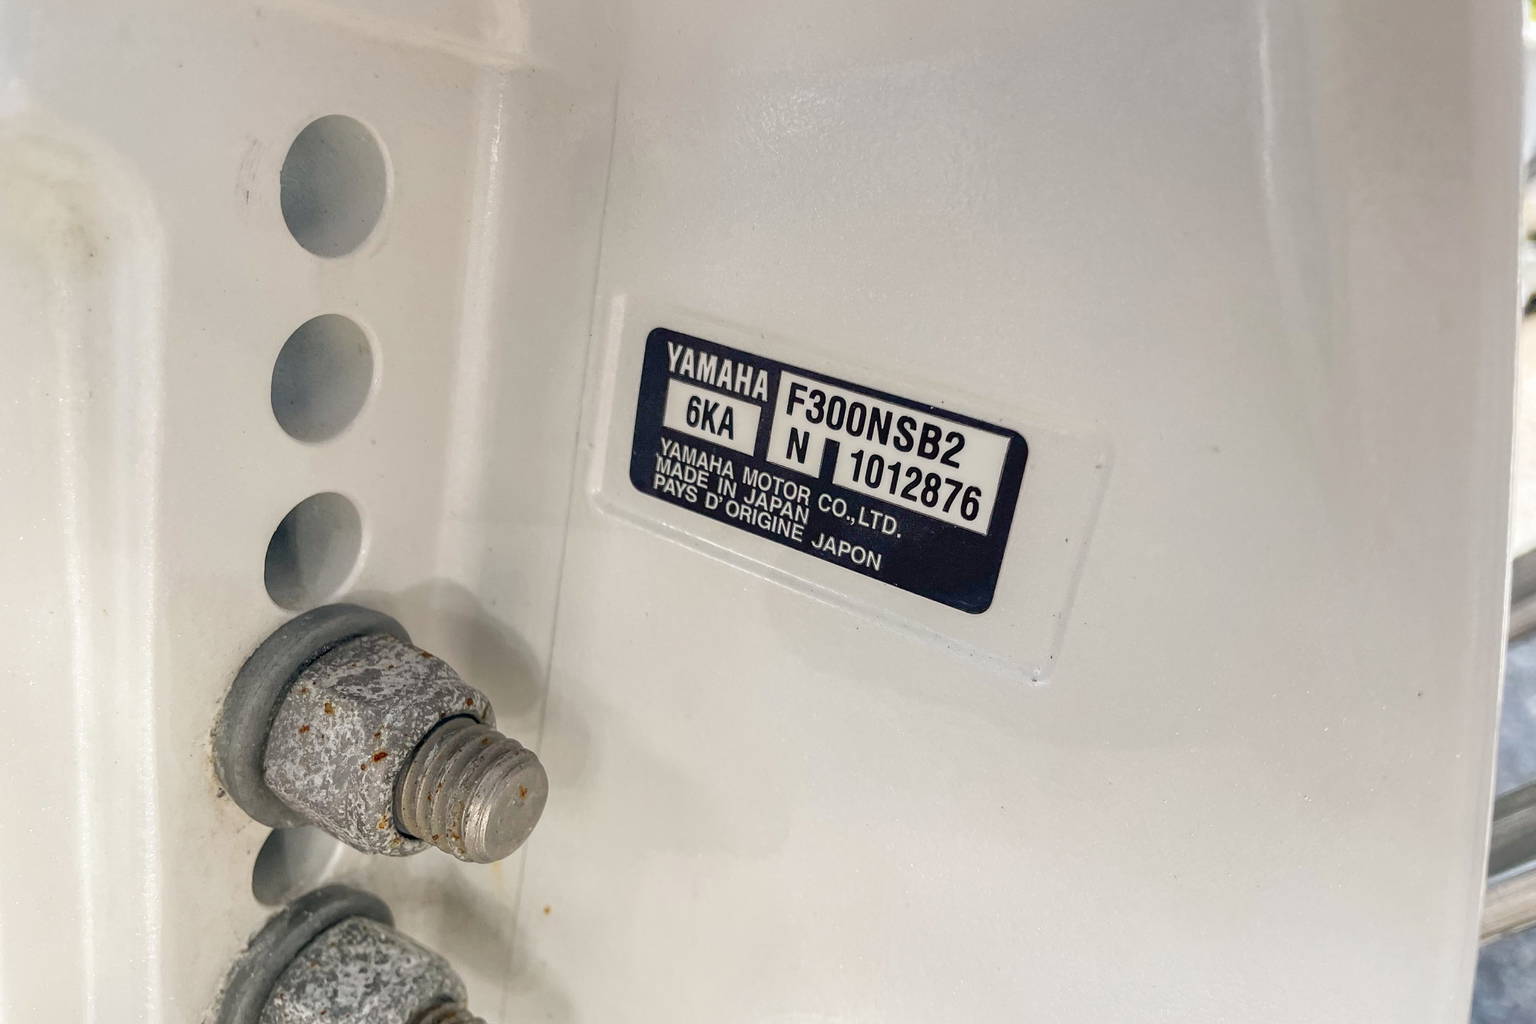 YAMAHA
F300NSB2
6KA
N 1012876
YAMAHA MOTOR CO.,LTD.
MADE IN JAPAN
PAYS D'ORIGINE JAPON